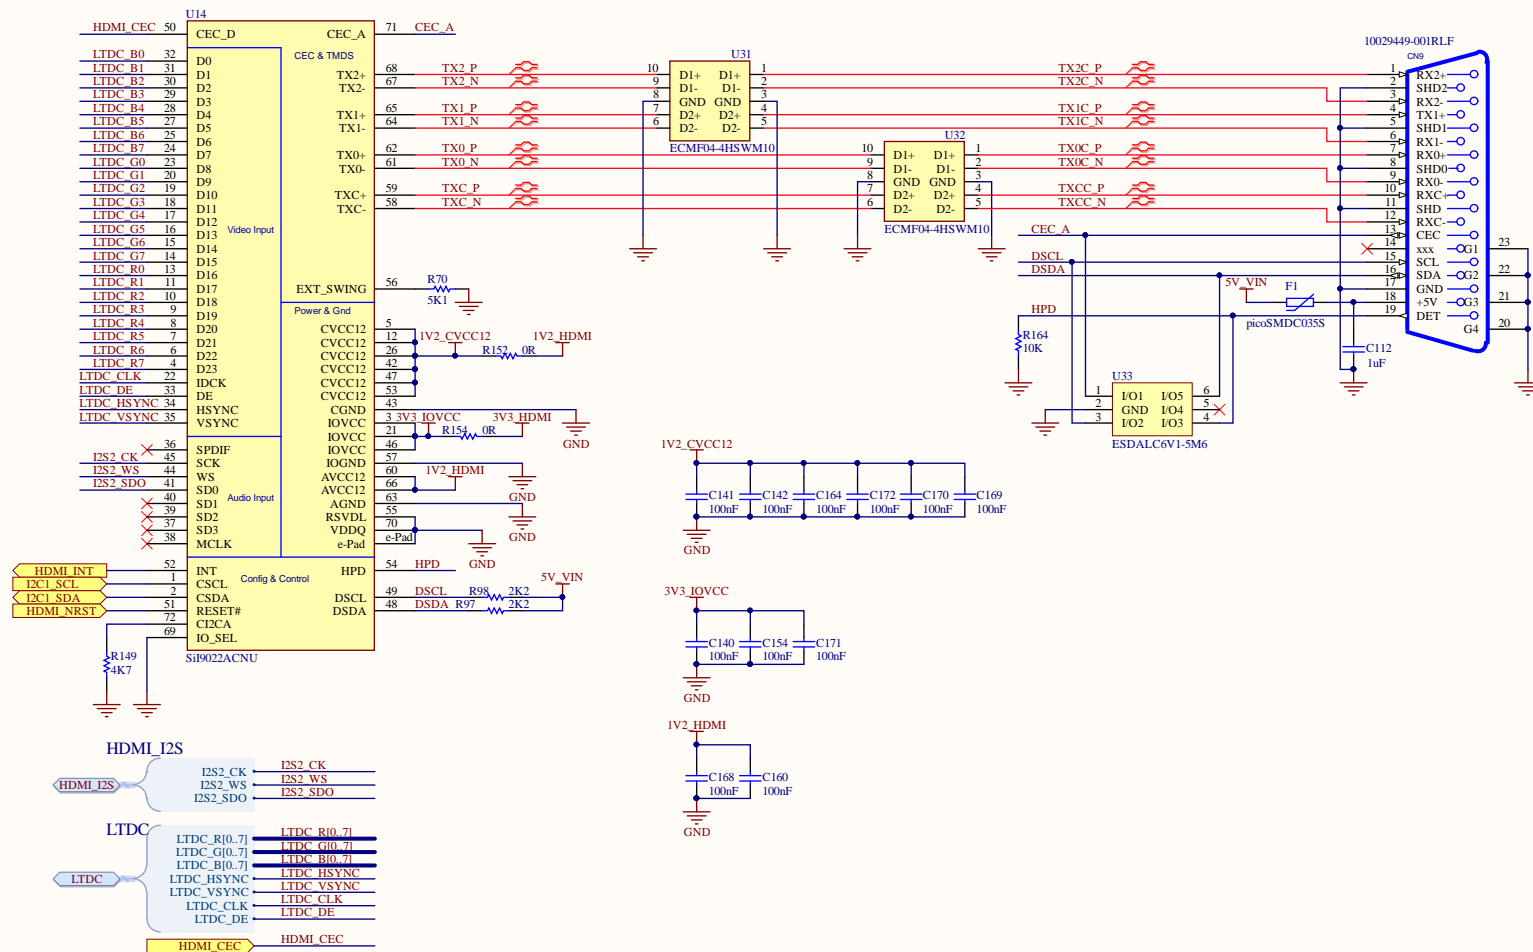 U14
HDMI_CEC 50 CEC_D CEC_A 71 CEC_A
CEC & TMDS
LTDC_B0 32 D0
LTDC_B1 31 D1 TX2+ 68 TX2_P
LTDC_B2 30 D2 TX2- 67 TX2_N
LTDC_B3 29 D3
LTDC_B4 28 D4 TX1+ 65 TX1_P
LTDC_B5 27 D5 TX1- 64 TX1_N
LTDC_B6 25 D6
LTDC_B7 24 D7 TX0+ 62 TX0_P
LTDC_G0 23 D8 TX0- 61 TX0_N
LTDC_G1 20 D9
LTDC_G2 19 D10 TXC+ 59 TXC_P
LTDC_G3 18 D11 TXC- 58 TXC_N
LTDC_G4 17 D12
LTDC_G5 16 D13
Video Input
LTDC_G6 15 D14
LTDC_G7 14 D15
LTDC_R0 13 D16
LTDC_R1 11 D17 EXT_SWING 56 R70 5K1
LTDC_R2 10 D18
LTDC_R3 9 D19
Power & Gnd
LTDC_R4 8 D20 CVCC12 5
LTDC_R5 7 D21 CVCC12 12 1V2_CVCC12 1V2_HDMI
LTDC_R6 6 D22 CVCC12 26 R152 0R
LTDC_R7 4 D23 CVCC12 42
LTDC_CLK 22 IDCK CVCC12 47
LTDC_DE 33 DE CVCC12 53
LTDC_HSYNC 34 HSYNC CGND 43
LTDC_VSYNC 35 VSYNC IOVCC 3 3V3_IOVCC 3V3_HDMI
IOVCC 21 R154 0R GND
36 SPDIF IOVCC 46
I2S2_CK 45 SCK IOGND 57
I2S2_WS 44 WS AVCC12 60 1V2_HDMI
I2S2_SDO 41 SD0 AVCC12 66 GND
Audio Input
40 SD1 AGND 63
39 SD2 RSVDL 55
37 SD3 VDDQ 70 GND
38 MCLK e-Pad e-Pad GND
Config & Control
HDMI_INT 52 INT HPD 54 HPD
I2C1_SCL 1 CSCL 5V_VIN
I2C1_SDA 2 CSDA DSCL 49 DSCL R98 2K2
HDMI_NRST 51 RESET# DSDA 48 DSDA R97 2K2
72 CI2CA
69 IO_SEL
R149 4K7
SiI9022ACNU
U31
10 D1+ D1+ 1
9 D1- D1- 2
8 GND GND 3
7 D2+ D2+ 4
6 D2- D2- 5
ECMF04-4HSWM10
U32
10 D1+ D1+ 1
9 D1- D1- 2
8 GND GND 3
7 D2+ D2+ 4
6 D2- D2- 5
ECMF04-4HSWM10
10029449-001RLF
CN9
TX2C_P 1 RX2+
TX2C_N 2 SHD2
3 RX2-
TX1C_P 4 TX1+
TX1C_N 5 SHD1
6 RX1-
TX0C_P 7 RX0+
TX0C_N 8 SHD0
9 RX0-
TXCC_P 10 RXC+
TXCC_N 11 SHD
12 RXC-
CEC_A 13 CEC
14 xxx G1 23
DSCL 15 SCL
DSDA 16 SDA G2 22
5V_VIN F1 17 GND
picoSMDC035S 18 +5V G3 21
HPD 19 DET
G4 20
R164
10K
C112
1uF
U33
1 I/O1 I/O5 6
2 GND I/O4 5
3 I/O2 I/O3 4
ESDALC6V1-5M6
1V2_CVCC12
C141 C142 C164 C172 C170 C169
100nF 100nF 100nF 100nF 100nF 100nF
GND
3V3_IOVCC
C140 C154 C171
100nF 100nF 100nF
GND
1V2_HDMI
C168 C160
100nF 100nF
GND
HDMI_I2S
HDMI_I2S
I2S2_CK I2S2_CK
I2S2_WS I2S2_WS
I2S2_SDO I2S2_SDO
LTDC
LTDC
LTDC_R[0..7] LTDC_R[0..7]
LTDC_G[0..7] LTDC_G[0..7]
LTDC_B[0..7] LTDC_B[0..7]
LTDC_HSYNC LTDC_HSYNC
LTDC_VSYNC LTDC_VSYNC
LTDC_CLK LTDC_CLK
LTDC_DE LTDC_DE
HDMI_CEC HDMI_CEC